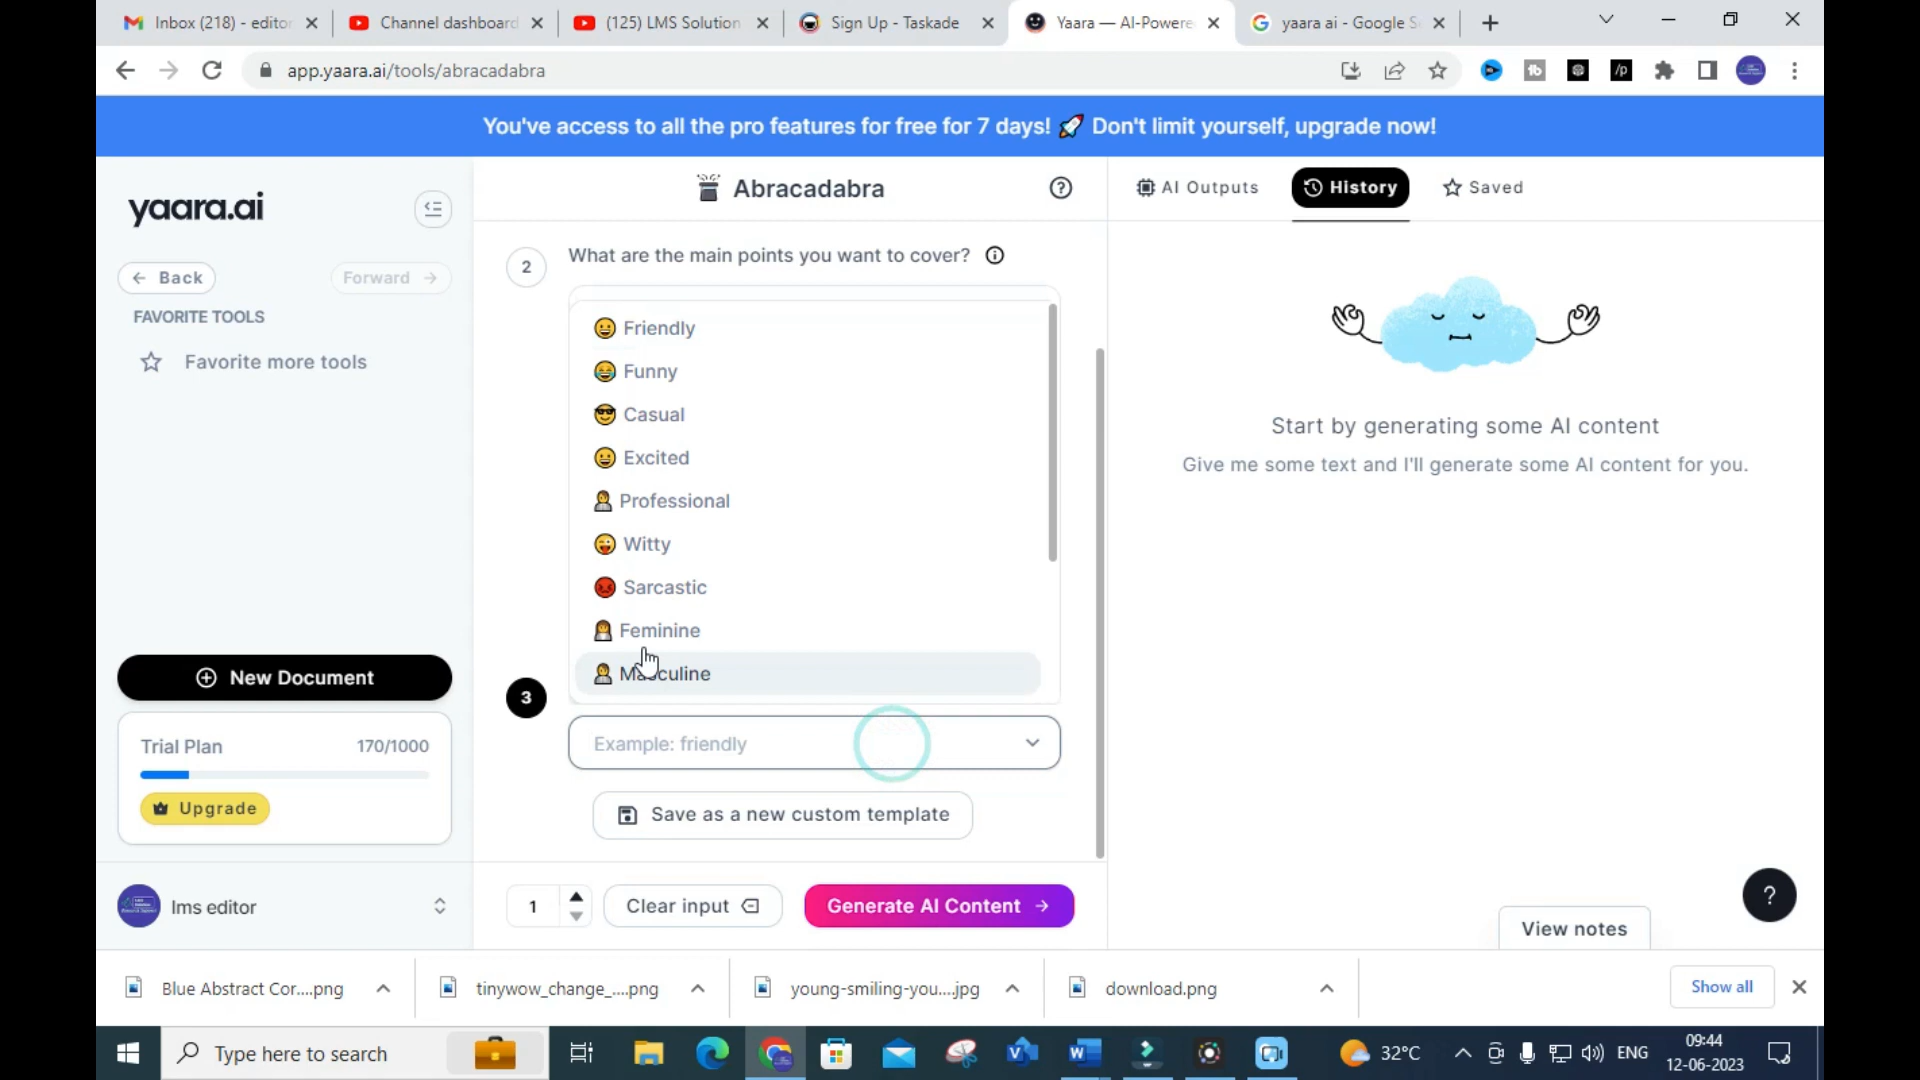 Inbox (218) - editor
Channel dashboard
(125) LMS Solution
Sign Up - Taskade
Yaara — AI-Powere
yaara ai - Google S
app.yaara.ai/tools/abracadabra
You've access to all the pro features for free for 7 days! 🚀 Don't limit yourself, upgrade now!
yaara.ai
Back
Forward
FAVORITE TOOLS
Favorite more tools
New Document
Trial Plan 170/1000
Upgrade
lms editor
Abracadabra
2 What are the main points you want to cover?
Friendly
Funny
Casual
Excited
Professional
Witty
Sarcastic
Feminine
Masculine
3
Example: friendly
Save as a new custom template
1
Clear input
Generate AI Content
AI Outputs
History
Saved
Start by generating some AI content
Give me some text and I'll generate some AI content for you.
?
View notes
Blue Abstract Cor....png
tinywow_change_....png
young-smiling-you....jpg
download.png
Show all
Type here to search
32°C
ENG
09:44
12-06-2023